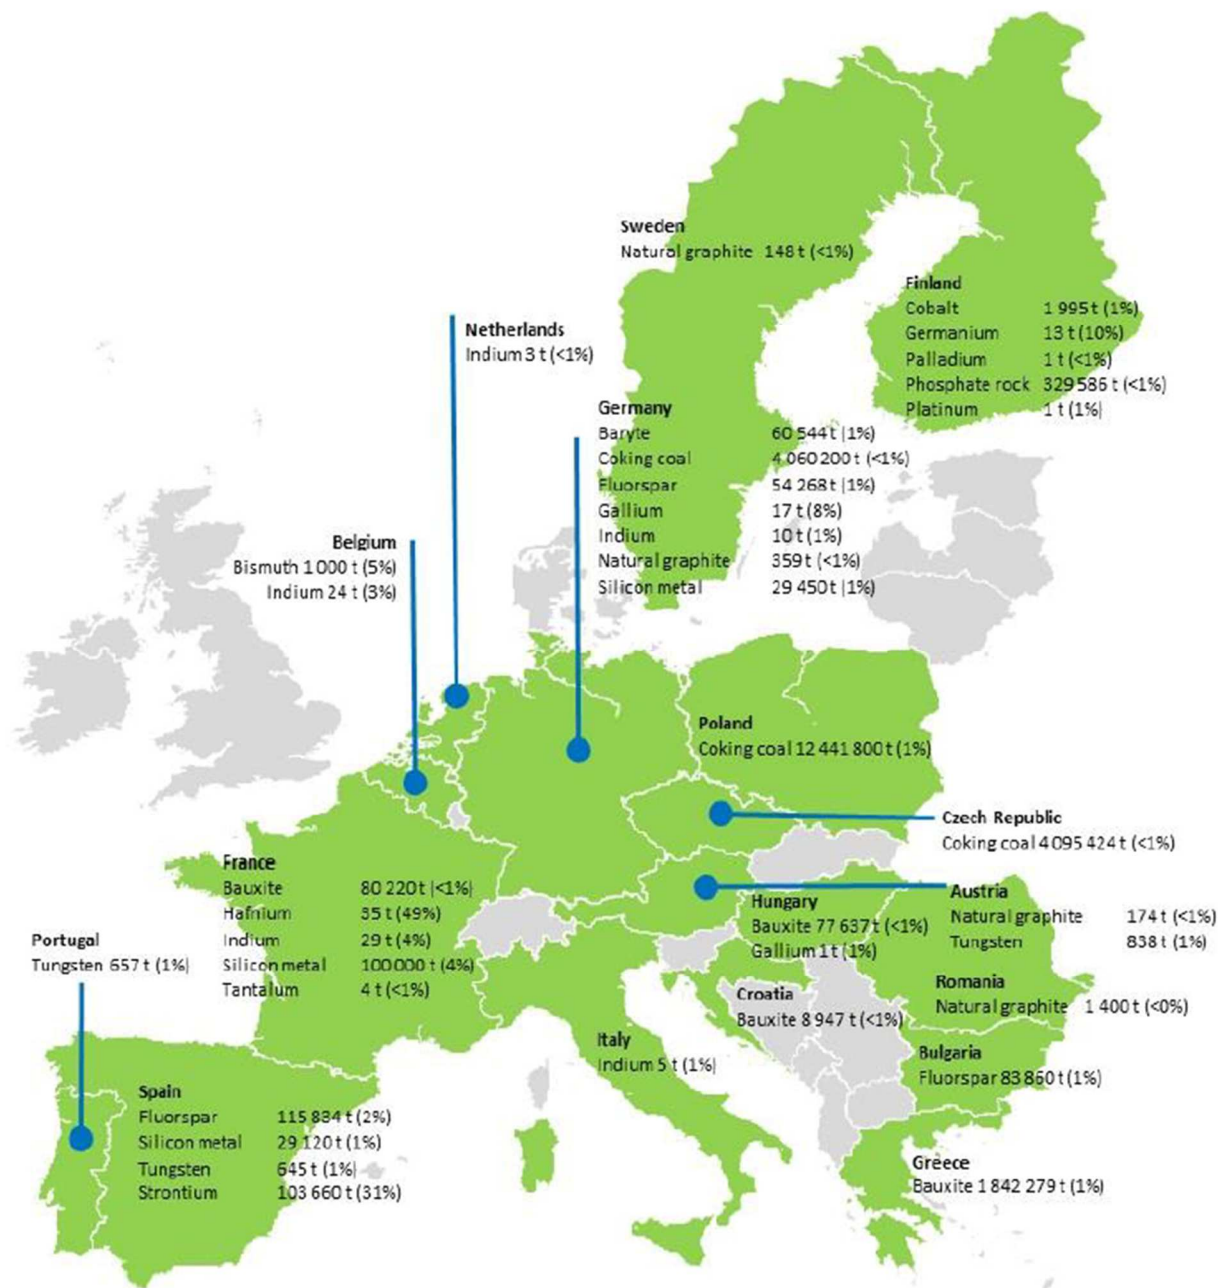 Sweden
Natural graphite 148 t (<1%)
Finland
Cobalt 1 995 t (1%)
Germanium 13 t (10%)
Palladium 1 t (<1%)
Phosphate rock 329 586 t (<1%)
Platinum 1 t (1%)
Netherlands
Indium 3 t (<1%)
Germany
Baryte 60 544 t (1%)
Coking coal 4 060 200 t (<1%)
Fluorspar 54 268 t (1%)
Gallium 17 t (8%)
Indium 10 t (1%)
Natural graphite 359 t (<1%)
Silicon metal 29 450 t (1%)
Belgium
Bismuth 1 000 t (5%)
Indium 24 t (3%)
Poland
Coking coal 12 441 800 t (1%)
Czech Republic
Coking coal 4 095 424 t (<1%)
France
Bauxite 80 220 t (<1%)
Hafnium 35 t (49%)
Indium 29 t (4%)
Silicon metal 100 000 t (4%)
Tantalum 4 t (<1%)
Austria
Natural graphite 174 t (<1%)
Tungsten 838 t (1%)
Hungary
Bauxite 77 637 t (<1%)
Gallium 1 t (1%)
Portugal
Tungsten 657 t (1%)
Romania
Natural graphite 1 400 t (<0%)
Croatia
Bauxite 8 947 t (<1%)
Italy
Indium 5 t (1%)
Bulgaria
Fluorspar 83 860 t (1%)
Spain
Fluorspar 115 834 t (2%)
Silicon metal 29 120 t (1%)
Tungsten 645 t (1%)
Strontium 103 660 t (31%)
Greece
Bauxite 1 842 279 t (1%)